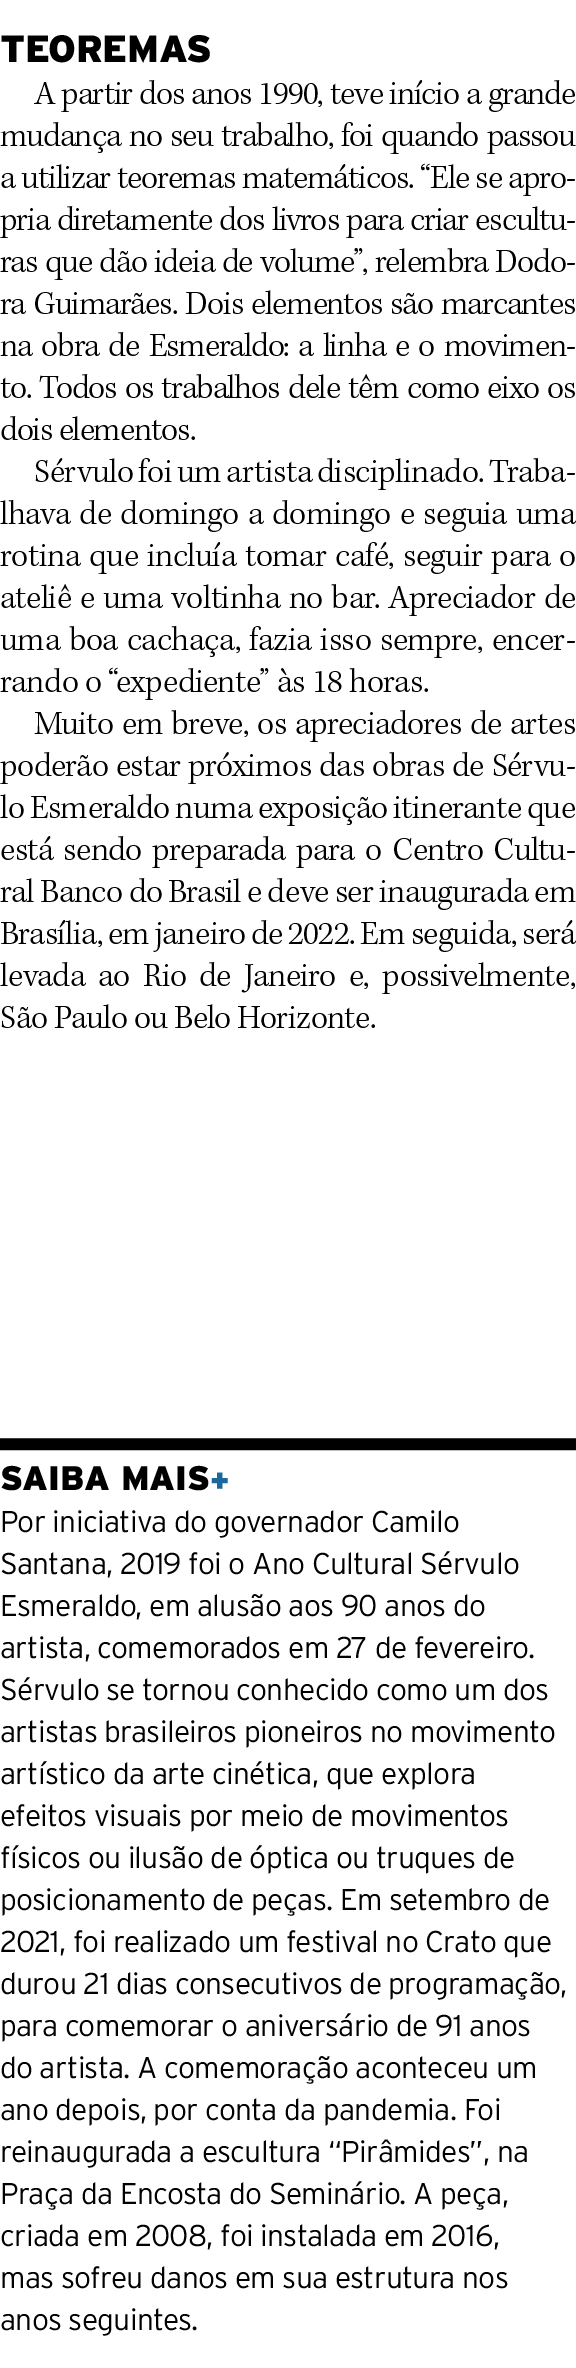 TEOREMAS
A partir dos anos 1990, teve início a grande
mudança no seu trabalho, foi quando passou
a utilizar teoremas matemáticos. “Ele se apro-
pria diretamente dos livros para criar escultu-
ras que dão ideia de volume”, relembra Dodo-
ra Guimarães. Dois elementos são marcantes
na obra de Esmeraldo: a linha e o movimen-
to. Todos os trabalhos dele têm como eixo os
dois elementos.
Sérvulo foi um artista disciplinado. Traba-
lhava de domingo a domingo e seguia uma
rotina que incluía tomar café, seguir para o
ateliê e uma voltinha no bar. Apreciador de
uma boa cachaça, fazia isso sempre, encer-
rando o “expediente” às 18 horas.
Muito em breve, os apreciadores de artes
poderão estar próximos das obras de Sérvu-
lo Esmeraldo numa exposição itinerante que
está sendo preparada para o Centro Cultu-
ral Banco do Brasil e deve ser inaugurada em
Brasília, em janeiro de 2022. Em seguida, será
levada ao Rio de Janeiro e, possivelmente,
São Paulo ou Belo Horizonte.
SAIBA MAIS+
Por iniciativa do governador Camilo
Santana, 2019 foi o Ano Cultural Sérvulo
Esmeraldo, em alusão aos 90 anos do
artista, comemorados em 27 de fevereiro.
Sérvulo se tornou conhecido como um dos
artistas brasileiros pioneiros no movimento
artístico da arte cinética, que explora
efeitos visuais por meio de movimentos
físicos ou ilusão de óptica ou truques de
posicionamento de peças. Em setembro de
2021, foi realizado um festival no Crato que
durou 21 dias consecutivos de programação,
para comemorar o aniversário de 91 anos
do artista. A comemoração aconteceu um
ano depois, por conta da pandemia. Foi
reinaugurada a escultura “Pirâmides”, na
Praça da Encosta do Seminário. A peça,
criada em 2008, foi instalada em 2016,
mas sofreu danos em sua estrutura nos
anos seguintes.